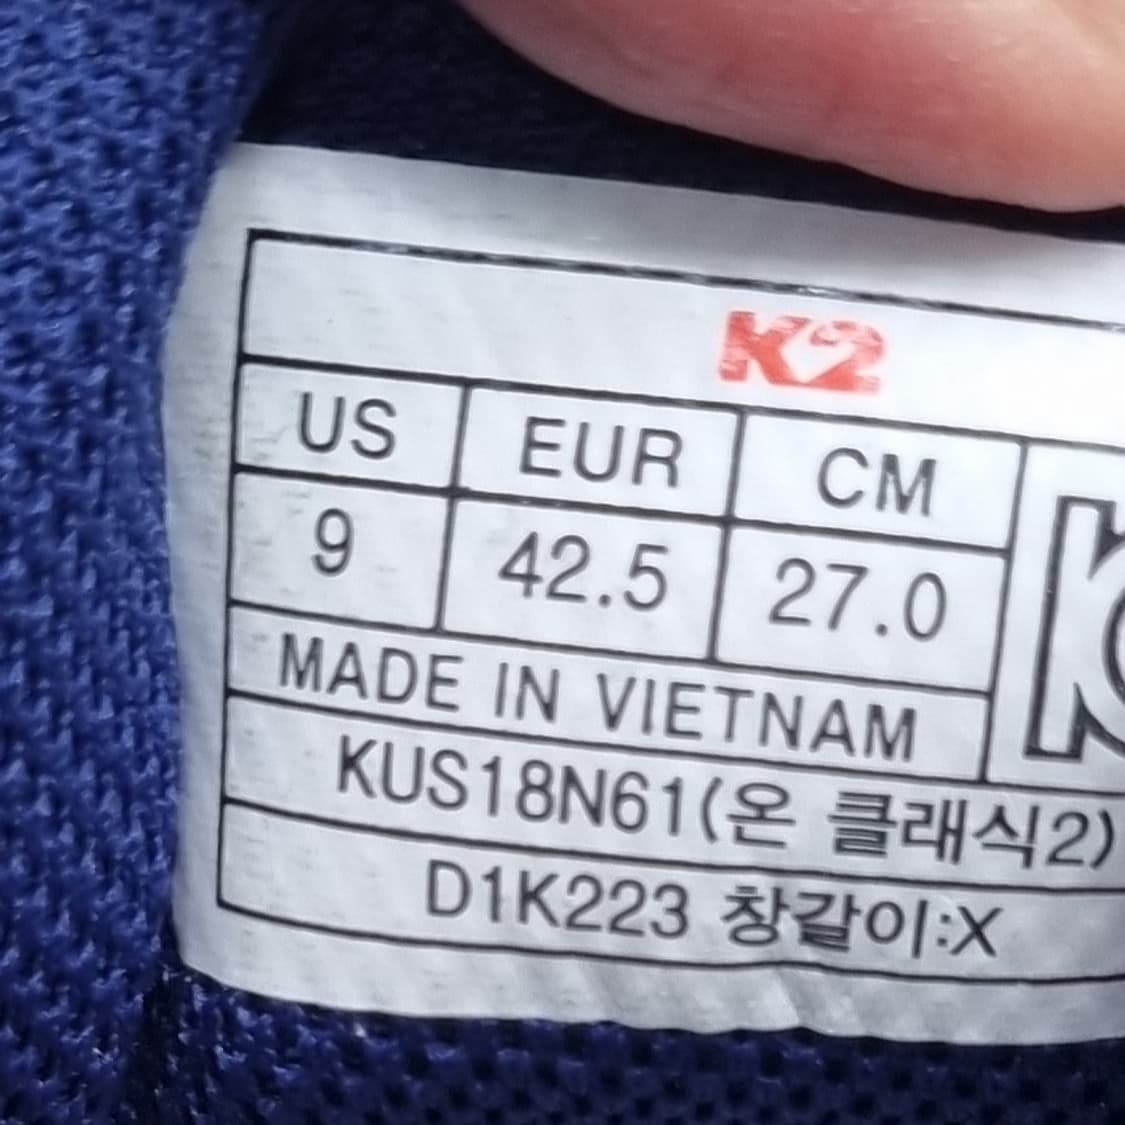 K2
US EUR CM
9 42.5 27.0
MADE IN VIETNAM
KUS18N61(온 클래식2)
D1K223 창갈이:X